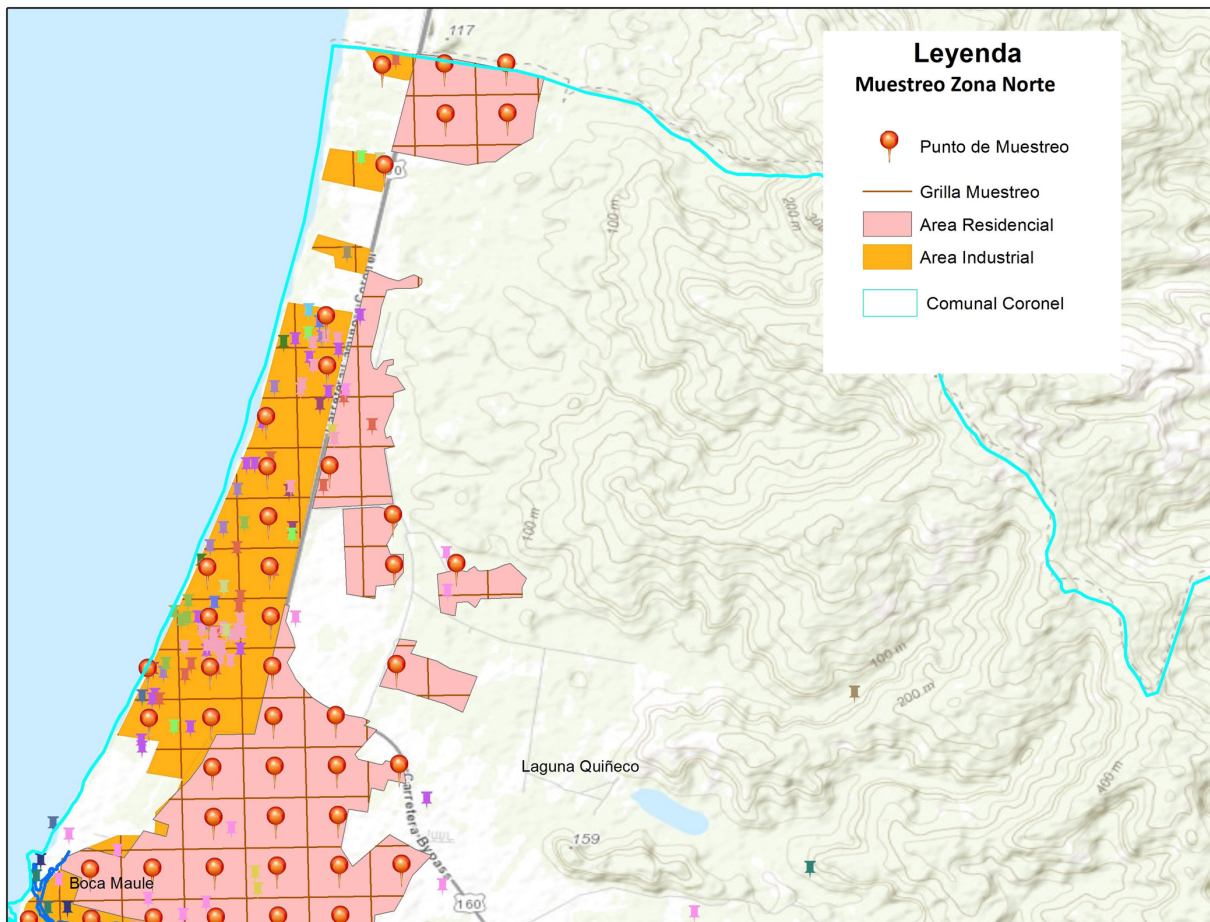 Leyenda
Muestreo Zona Norte
Punto de Muestreo
Grilla Muestreo
Area Residencial
Area Industrial
Comunal Coronel
117
100 m
200 m
Coronel
100 m
100 m
200 m
400 m
Laguna Quiñeco
Carretera Bypass
159
Boca Maule
160